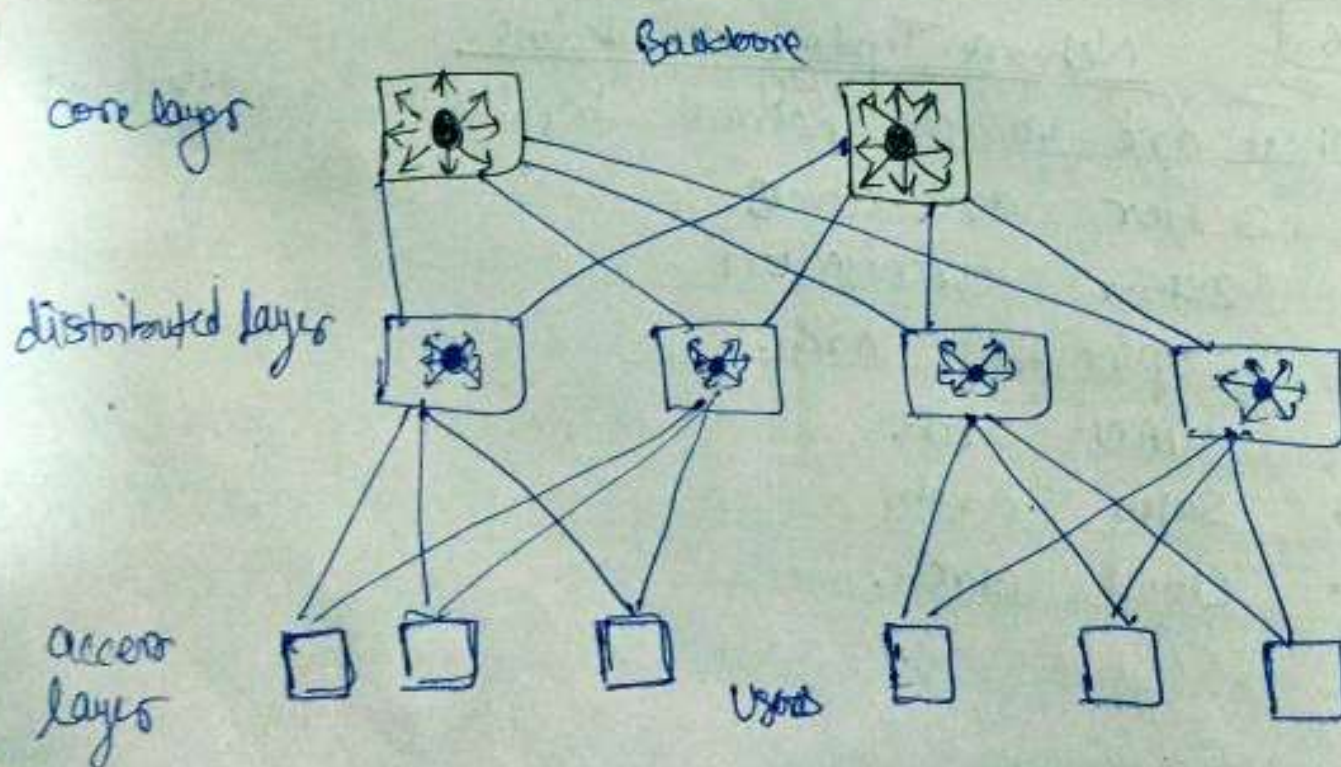 Backbone
core layer
distributed layer
access
layer
Users